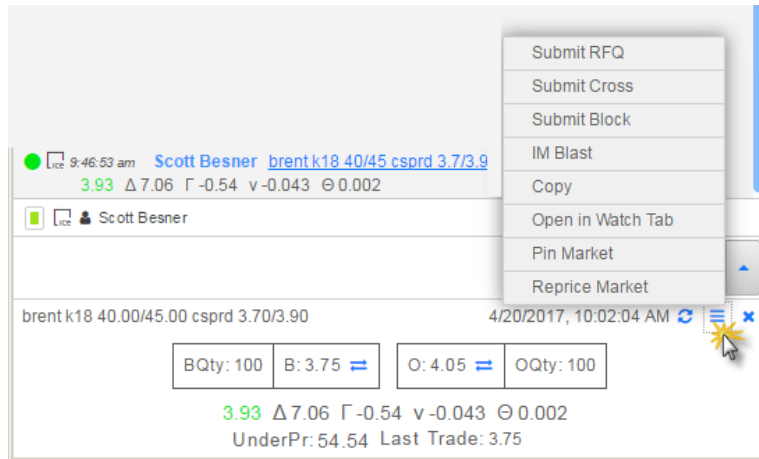 Submit RFQ
Submit Cross
Submit Block
IM Blast
Copy
Open in Watch Tab
Pin Market
Reprice Market
ice 9:46:53 am Scott Besner brent k18 40/45 csprd 3.7/3.9
3.93 Δ 7.06 Γ -0.54 ν -0.043 Θ 0.002
ice Scott Besner
brent k18 40.00/45.00 csprd 3.70/3.90 4/20/2017, 10:02:04 AM
BQty: 100 B: 3.75 O: 4.05 OQty: 100
3.93 Δ 7.06 Γ -0.54 ν -0.043 Θ 0.002
UnderPr: 54.54 Last Trade: 3.75